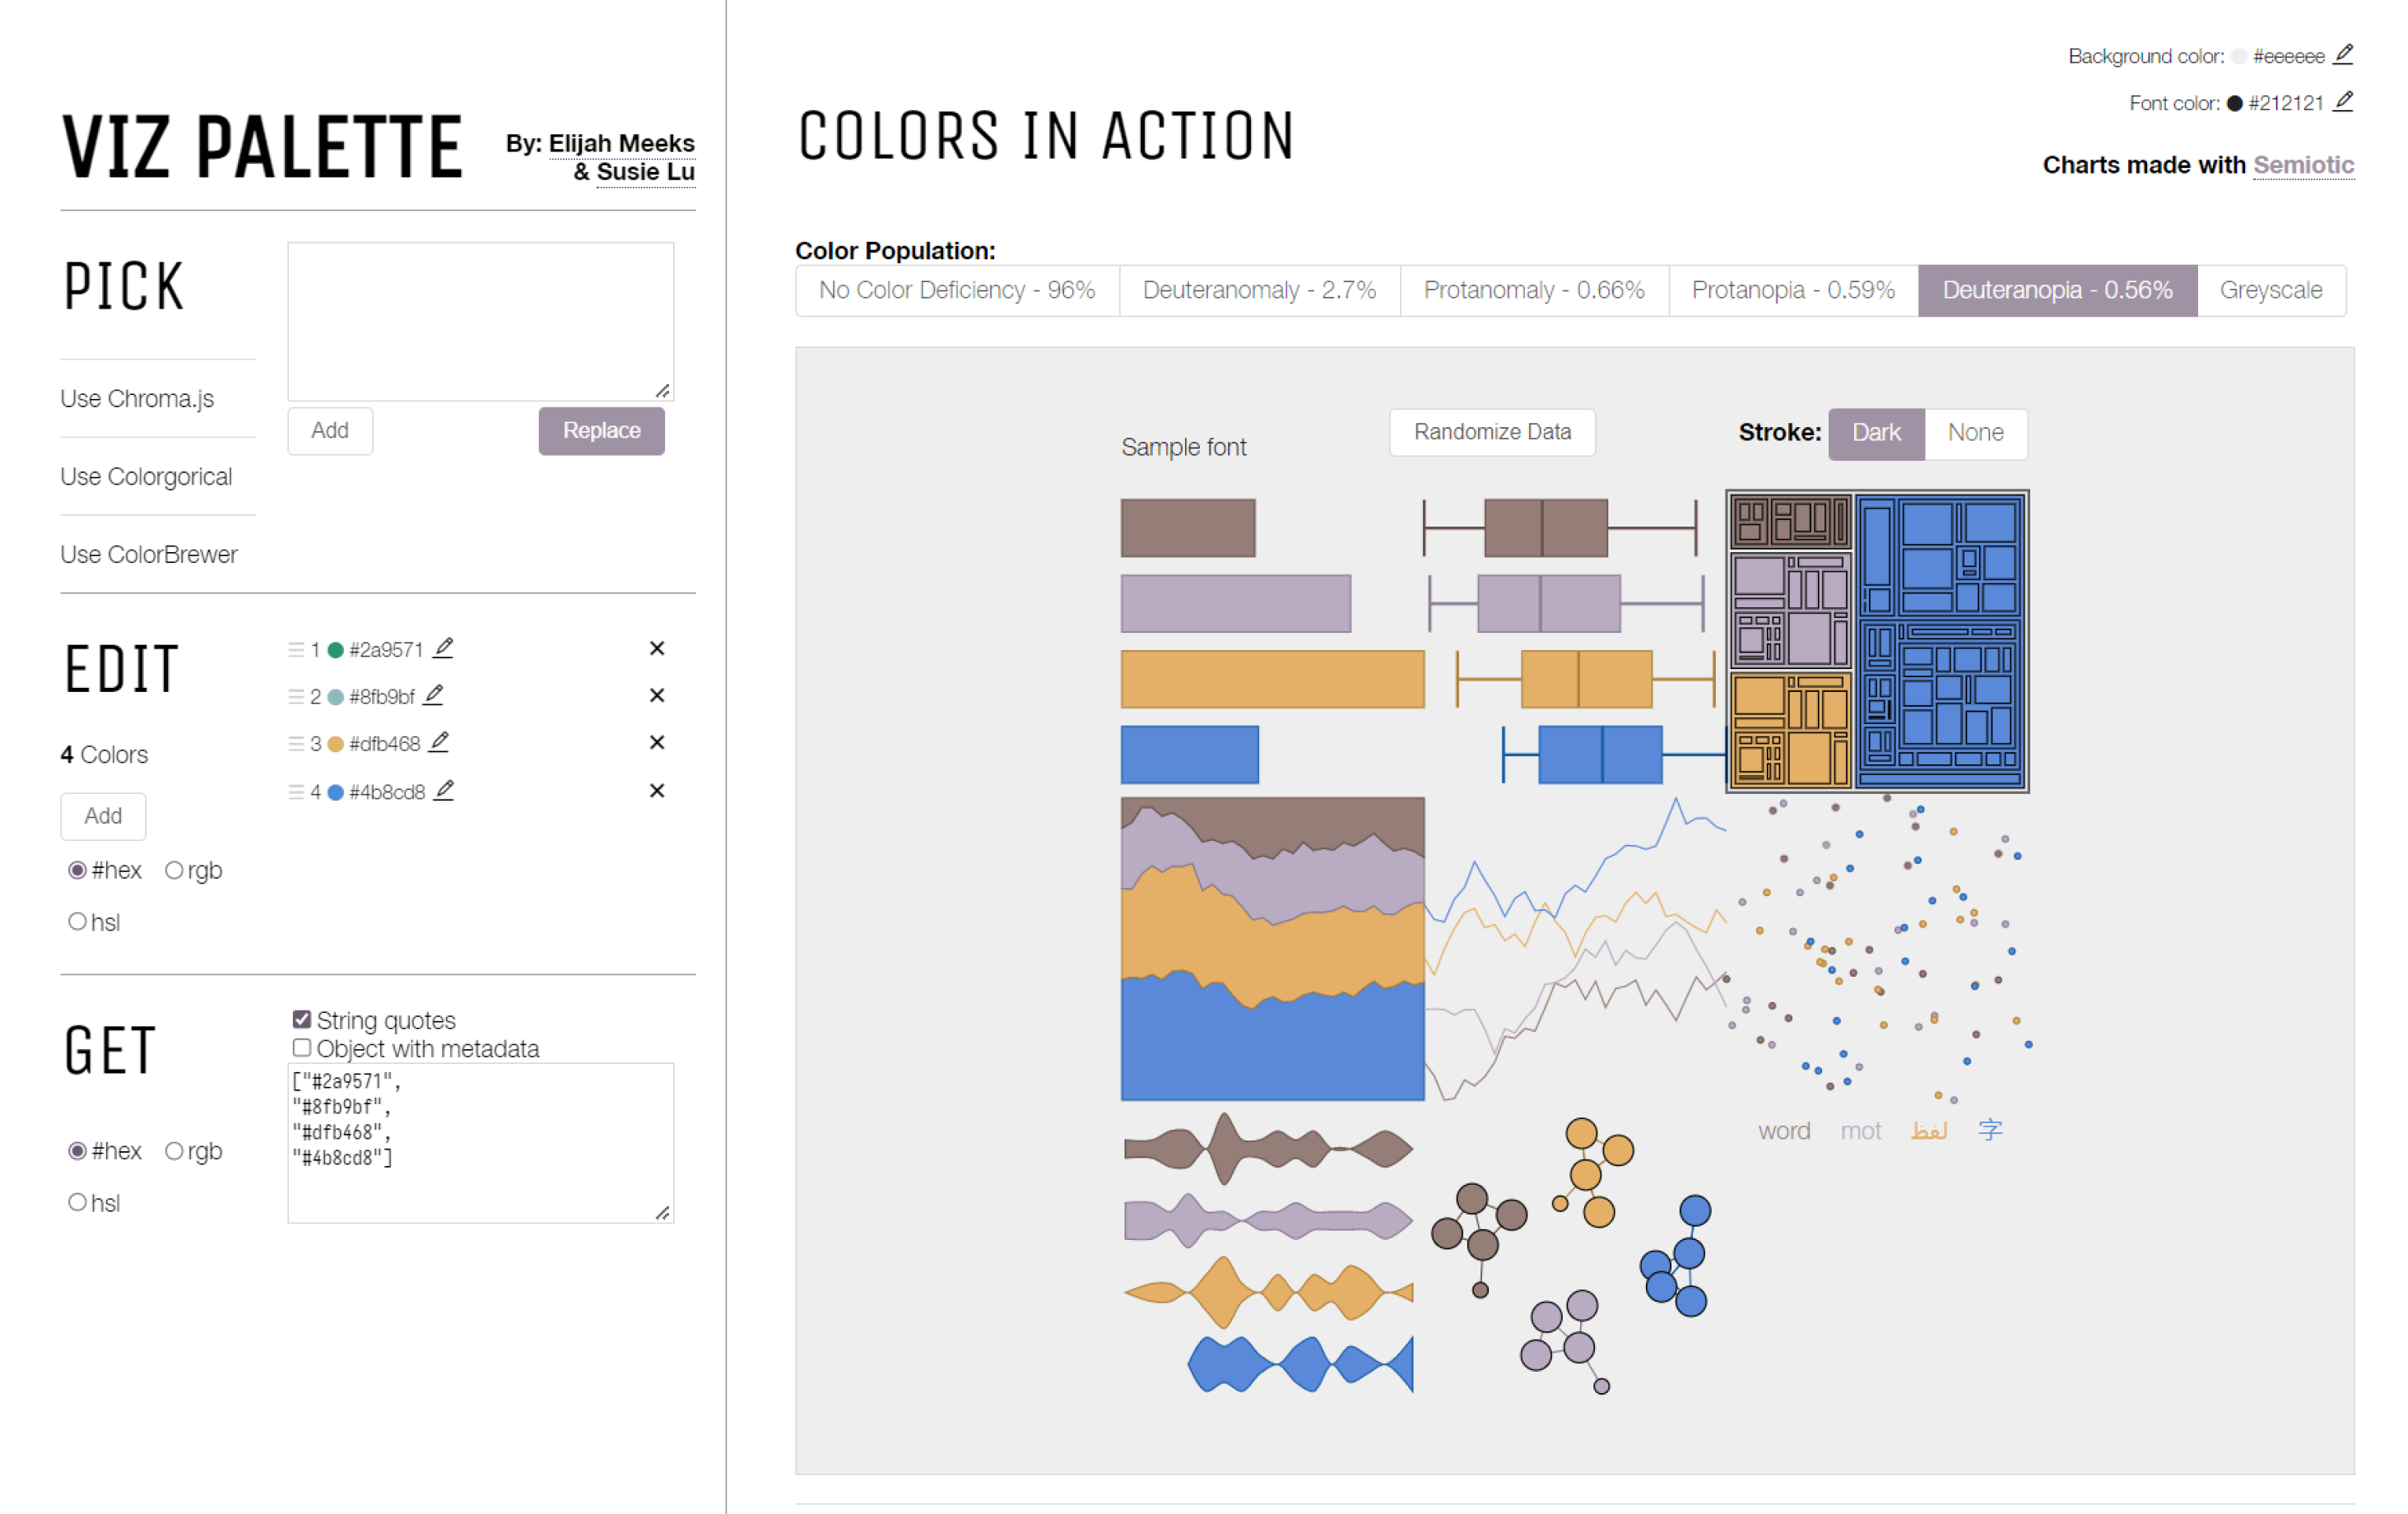 VIZ PALETTE
By: Elijah Meeks
& Susie Lu
PICK
Use Chroma.js
Use Colorgorical
Use ColorBrewer
Add
Replace
EDIT
4 Colors
Add
#hex
rgb
hsl
1 #2a9571
2 #8fb9bf
3 #dfb468
4 #4b8cd8
GET
#hex
rgb
hsl
String quotes
Object with metadata
["#2a9571",
"#8fb9bf",
"#dfb468",
"#4b8cd8"]
COLORS IN ACTION
Background color: #eeeeee
Font color: #212121
Charts made with Semiotic
Color Population:
No Color Deficiency - 96%
Deuteranomaly - 2.7%
Protanomaly - 0.66%
Protanopia - 0.59%
Deuteranopia - 0.56%
Greyscale
Sample font
Randomize Data
Stroke: Dark None
word mot لفظ 字